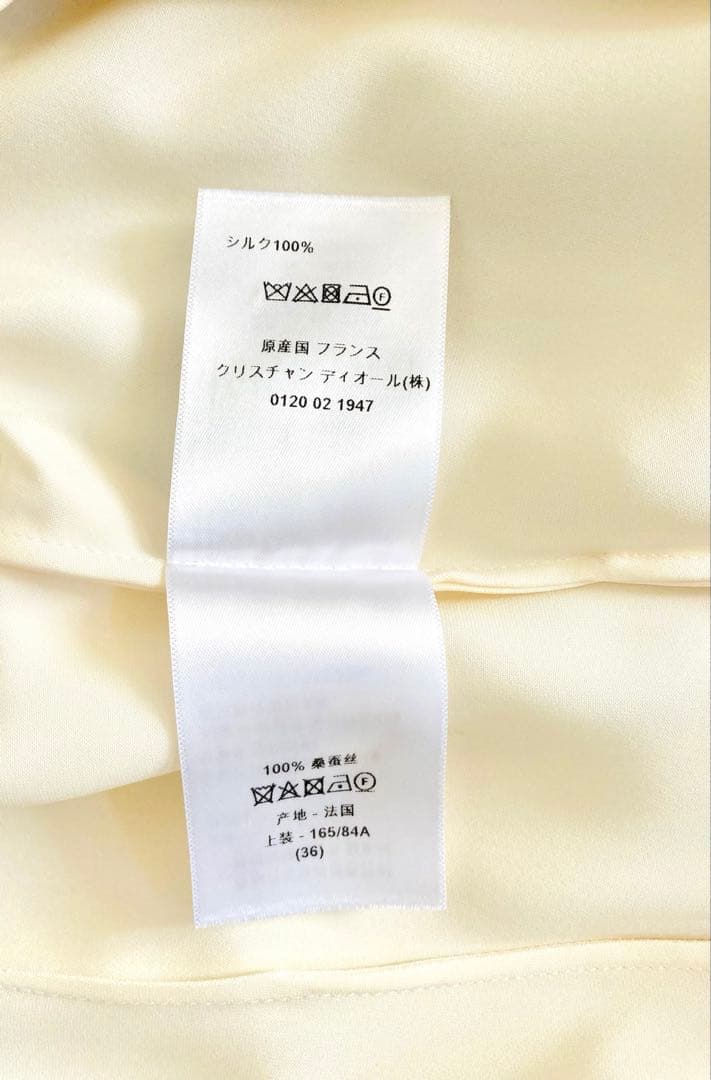 シルク100%
原産国 フランス
クリスチャン ディオール(株)
0120 02 1947
100% 桑蚕丝
产地 - 法国
上装 - 165/84A
(36)